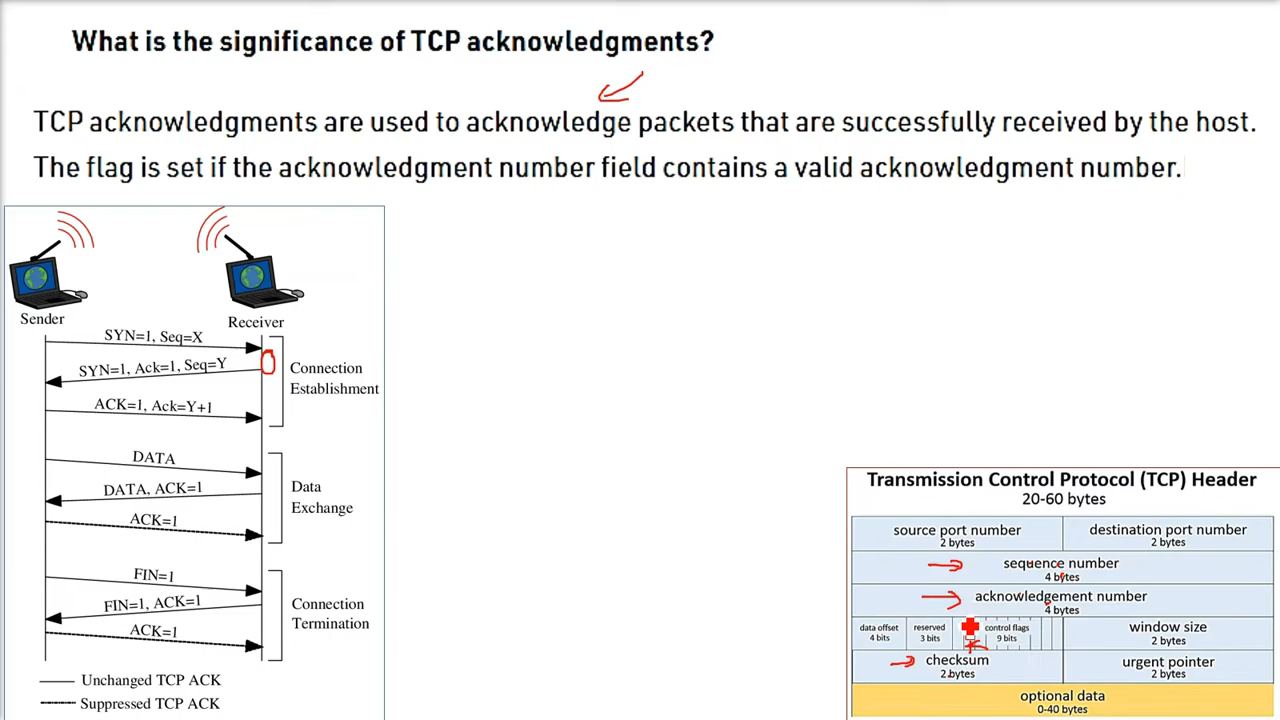 What is the significance of TCP acknowledgments?
TCP acknowledgments are used to acknowledge packets that are successfully received by the host.
The flag is set if the acknowledgment number field contains a valid acknowledgment number.
Sender
Receiver
SYN=1, Seq=X
SYN=1, Ack=1, Seq=Y
ACK=1, Ack=Y+1
Connection
Establishment
DATA
DATA, ACK=1
ACK=1
Data
Exchange
FIN=1
FIN=1, ACK=1
ACK=1
Connection
Termination
Unchanged TCP ACK
Suppressed TCP ACK
Transmission Control Protocol (TCP) Header
20-60 bytes
source port number
2 bytes
destination port number
2 bytes
sequence number
4 bytes
acknowledgement number
4 bytes
data offset
4 bits
reserved
3 bits
control flags
9 bits
window size
2 bytes
checksum
2 bytes
urgent pointer
2 bytes
optional data
0-40 bytes